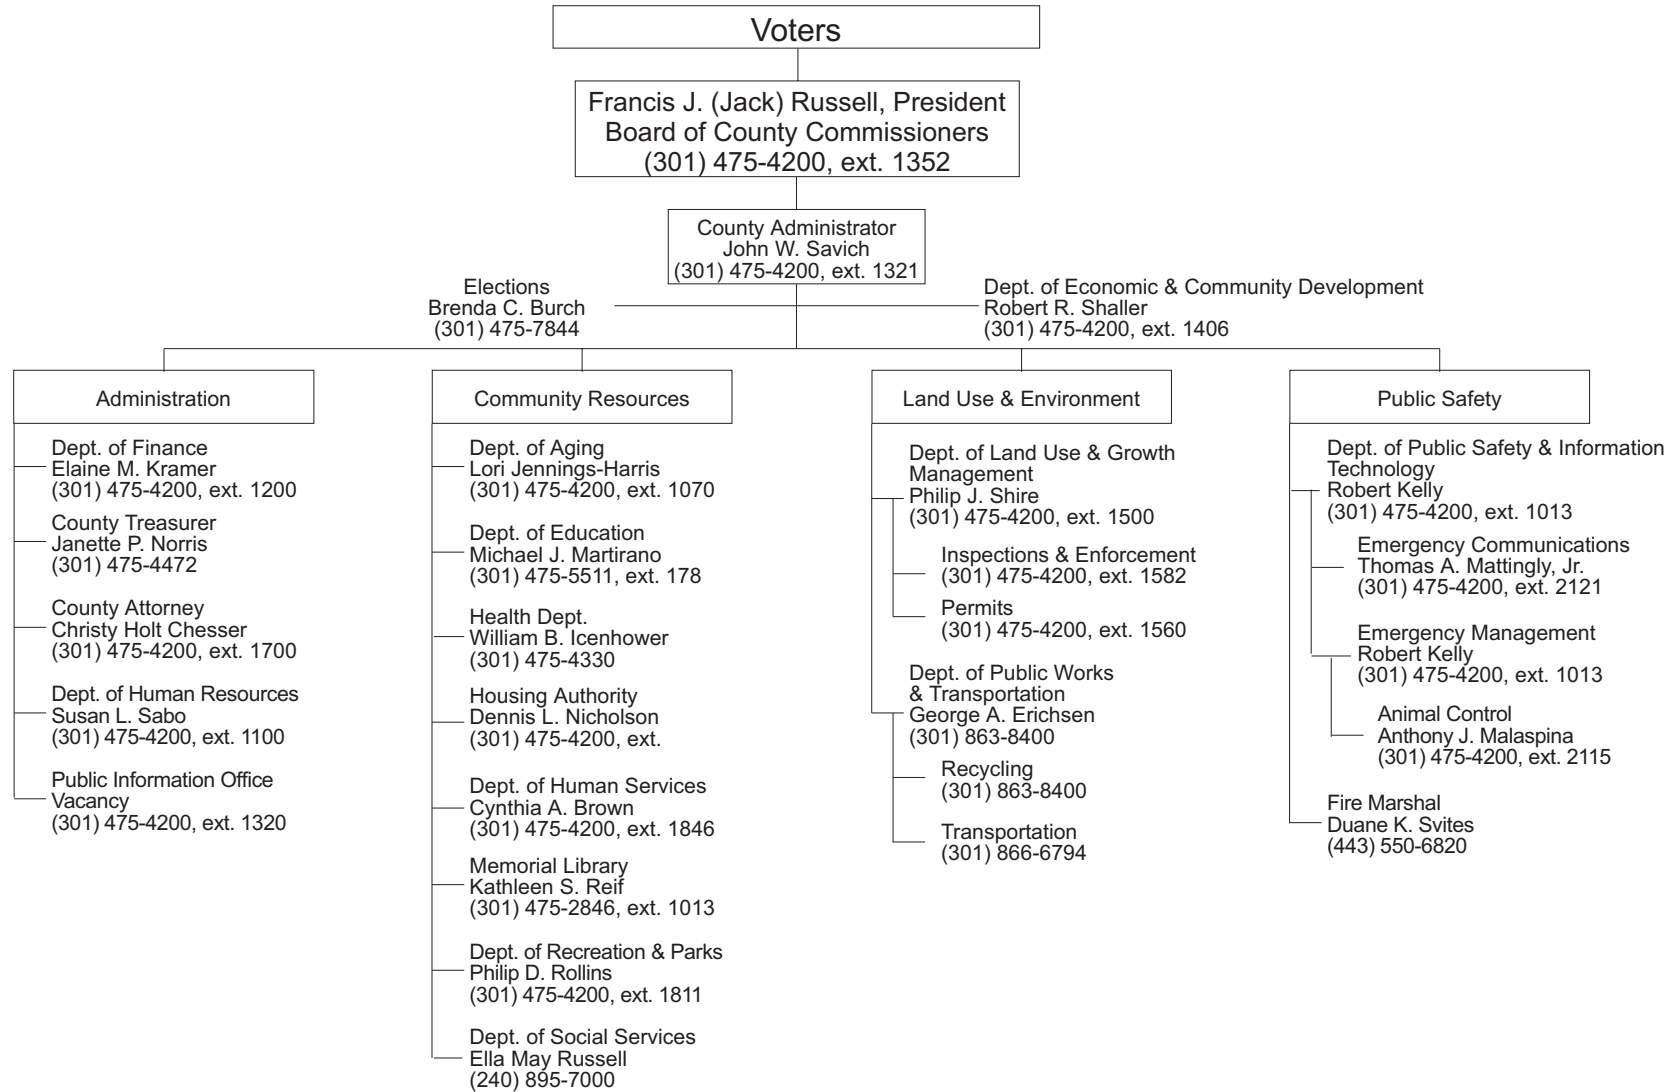 Voters
Francis J. (Jack) Russell, President
Board of County Commissioners
(301) 475-4200, ext. 1352
County Administrator
John W. Savich
(301) 475-4200, ext. 1321
Elections
Brenda C. Burch
(301) 475-7844
Dept. of Economic & Community Development
Robert R. Shaller
(301) 475-4200, ext. 1406
Administration
Dept. of Finance
Elaine M. Kramer
(301) 475-4200, ext. 1200
County Treasurer
Janette P. Norris
(301) 475-4472
County Attorney
Christy Holt Chesser
(301) 475-4200, ext. 1700
Dept. of Human Resources
Susan L. Sabo
(301) 475-4200, ext. 1100
Public Information Office
Vacancy
(301) 475-4200, ext. 1320
Community Resources
Dept. of Aging
Lori Jennings-Harris
(301) 475-4200, ext. 1070
Dept. of Education
Michael J. Martirano
(301) 475-5511, ext. 178
Health Dept.
William B. Icenhower
(301) 475-4330
Housing Authority
Dennis L. Nicholson
(301) 475-4200, ext.
Dept. of Human Services
Cynthia A. Brown
(301) 475-4200, ext. 1846
Memorial Library
Kathleen S. Reif
(301) 475-2846, ext. 1013
Dept. of Recreation & Parks
Philip D. Rollins
(301) 475-4200, ext. 1811
Dept. of Social Services
Ella May Russell
(240) 895-7000
Land Use & Environment
Dept. of Land Use & Growth
Management
Philip J. Shire
(301) 475-4200, ext. 1500
Inspections & Enforcement
(301) 475-4200, ext. 1582
Permits
(301) 475-4200, ext. 1560
Dept. of Public Works
& Transportation
George A. Erichsen
(301) 863-8400
Recycling
(301) 863-8400
Transportation
(301) 866-6794
Public Safety
Dept. of Public Safety & Information
Technology
Robert Kelly
(301) 475-4200, ext. 1013
Emergency Communications
Thomas A. Mattingly, Jr.
(301) 475-4200, ext. 2121
Emergency Management
Robert Kelly
(301) 475-4200, ext. 1013
Animal Control
Anthony J. Malaspina
(301) 475-4200, ext. 2115
Fire Marshal
Duane K. Svites
(443) 550-6820